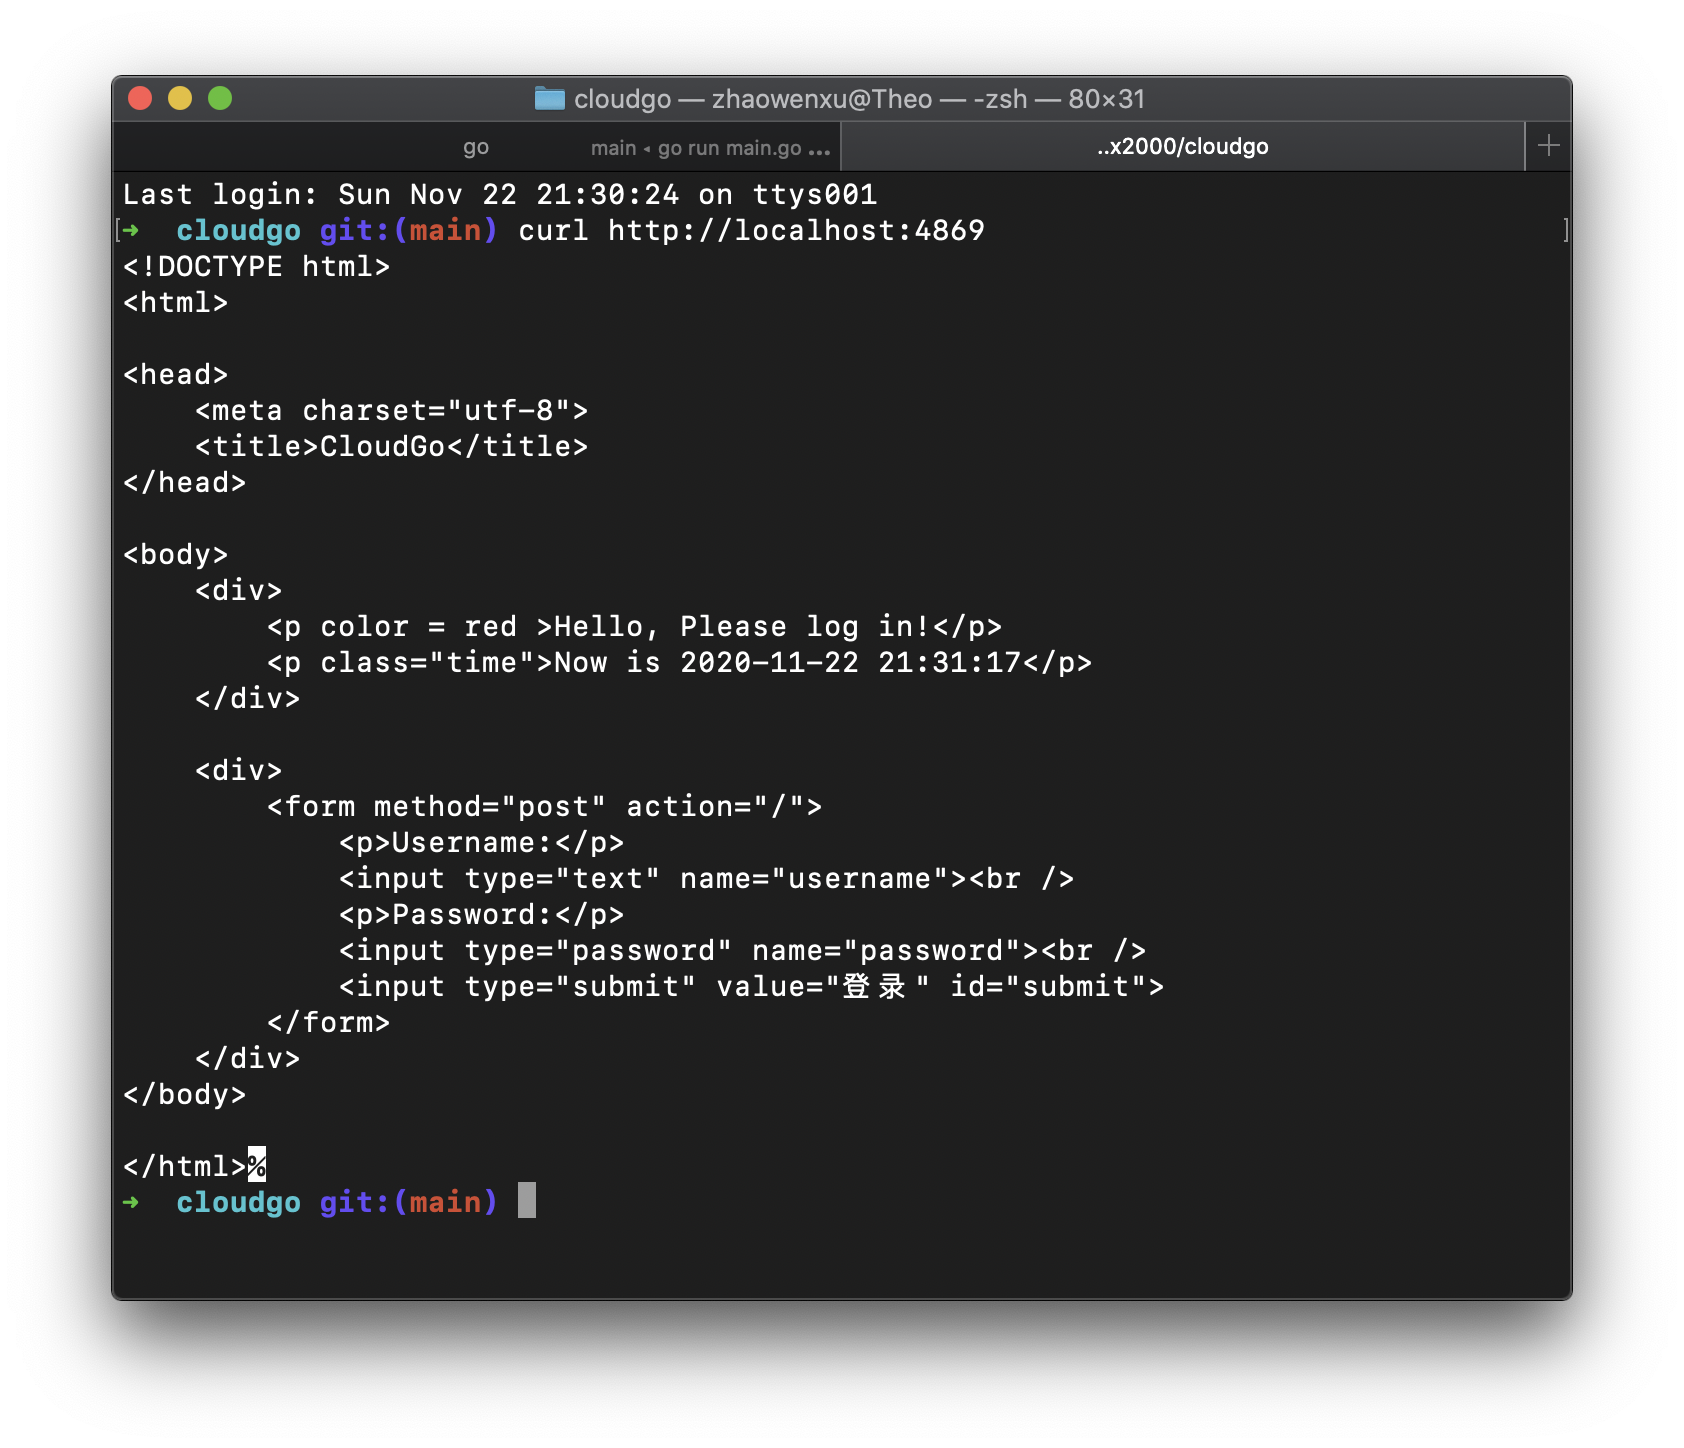 cloudgo — zhaowenxu@Theo — -zsh — 80×31
go main ◂ go run main.go ... ..x2000/cloudgo +
Last login: Sun Nov 22 21:30:24 on ttys001
[➜  cloudgo git:(main) curl http://localhost:4869 ]
<!DOCTYPE html>
<html>

<head>
    <meta charset="utf-8">
    <title>CloudGo</title>
</head>

<body>
    <div>
        <p color = red >Hello, Please log in!</p>
        <p class="time">Now is 2020-11-22 21:31:17</p>
    </div>

    <div>
        <form method="post" action="/">
            <p>Username:</p>
            <input type="text" name="username"><br />
            <p>Password:</p>
            <input type="password" name="password"><br />
            <input type="submit" value="登录" id="submit">
        </form>
    </div>
</body>

</html>%
➜  cloudgo git:(main)